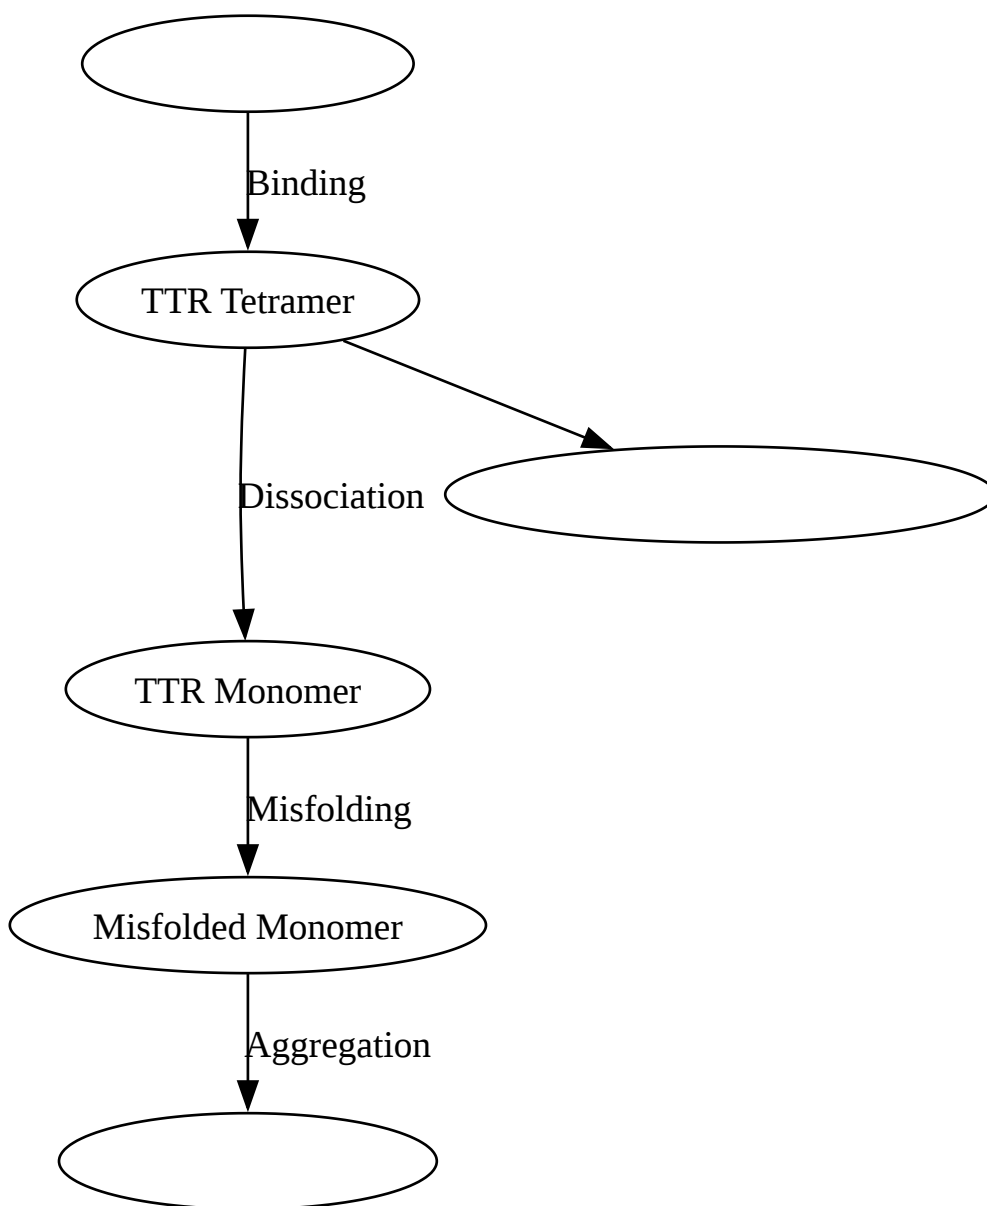 Binding
TTR Tetramer
Dissociation
TTR Monomer
Misfolding
Misfolded Monomer
Aggregation